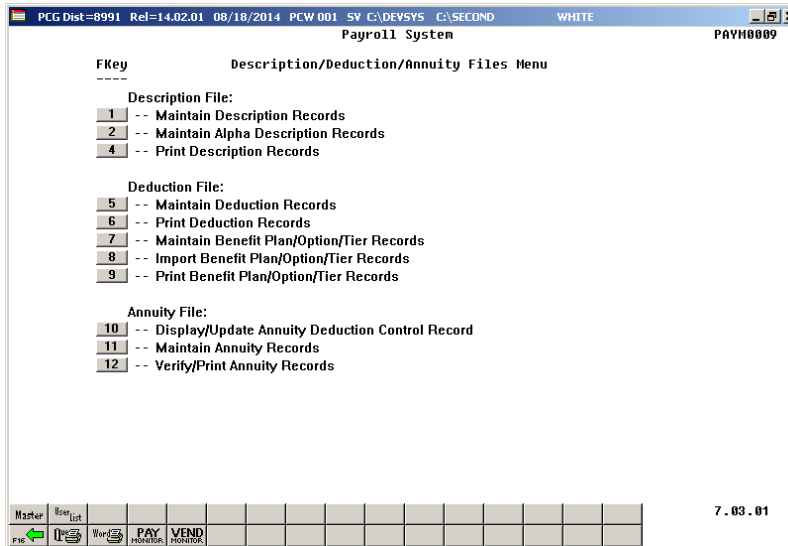 PCG Dist=8991 Rel=14.02.01 08/18/2014 PCW 001 SV C:\DEVSYS C:\SECOND WHITE
Payroll System PAYM0009
FKey Description/Deduction/Annuity Files Menu
----
Description File:
1 -- Maintain Description Records
2 -- Maintain Alpha Description Records
4 -- Print Description Records
Deduction File:
5 -- Maintain Deduction Records
6 -- Print Deduction Records
7 -- Maintain Benefit Plan/Option/Tier Records
8 -- Import Benefit Plan/Option/Tier Records
9 -- Print Benefit Plan/Option/Tier Records
Annuity File:
10 -- Display/Update Annuity Deduction Control Record
11 -- Maintain Annuity Records
12 -- Verify/Print Annuity Records
Master User List 7.03.01
F16 Que Word PAY MONITOR VEND MONITOR